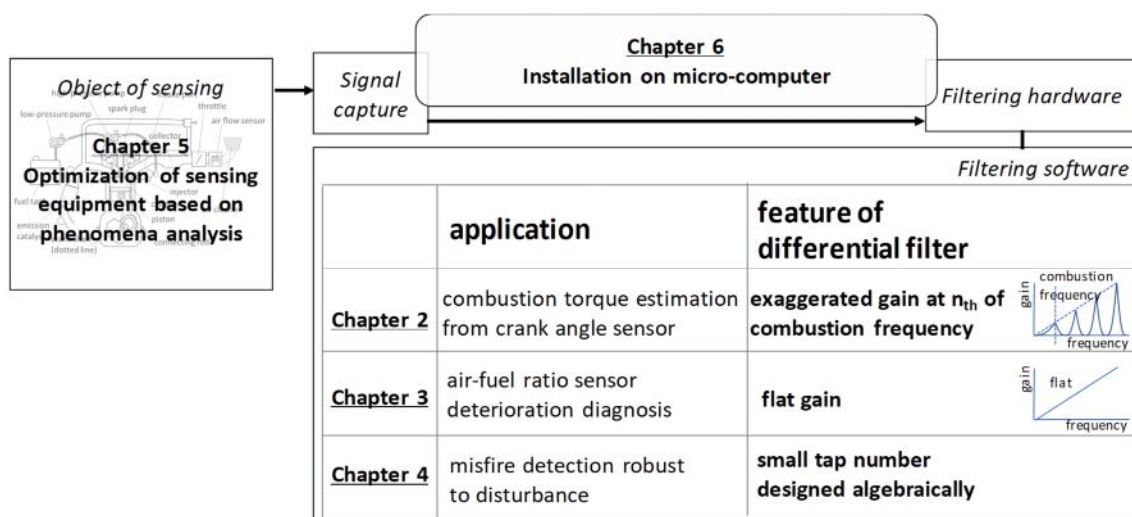 Object of sensing
low-pressure pump
spark plug
throttle
air flow sensor
collector
Chapter 5
Optimization of sensing
equipment based on
phenomena analysis
injector
fuel
piston
emission
connecting
(dotted line)
Signal
capture
Chapter 6
Installation on micro-computer
Filtering hardware
Filtering software
application
feature of
differential filter
Chapter 2
combustion torque estimation
from crank angle sensor
exaggerated gain at nth of
combustion frequency
combustion
frequency
gain
frequency
Chapter 3
air-fuel ratio sensor
deterioration diagnosis
flat gain
gain
flat
frequency
Chapter 4
misfire detection robust
to disturbance
small tap number
designed algebraically